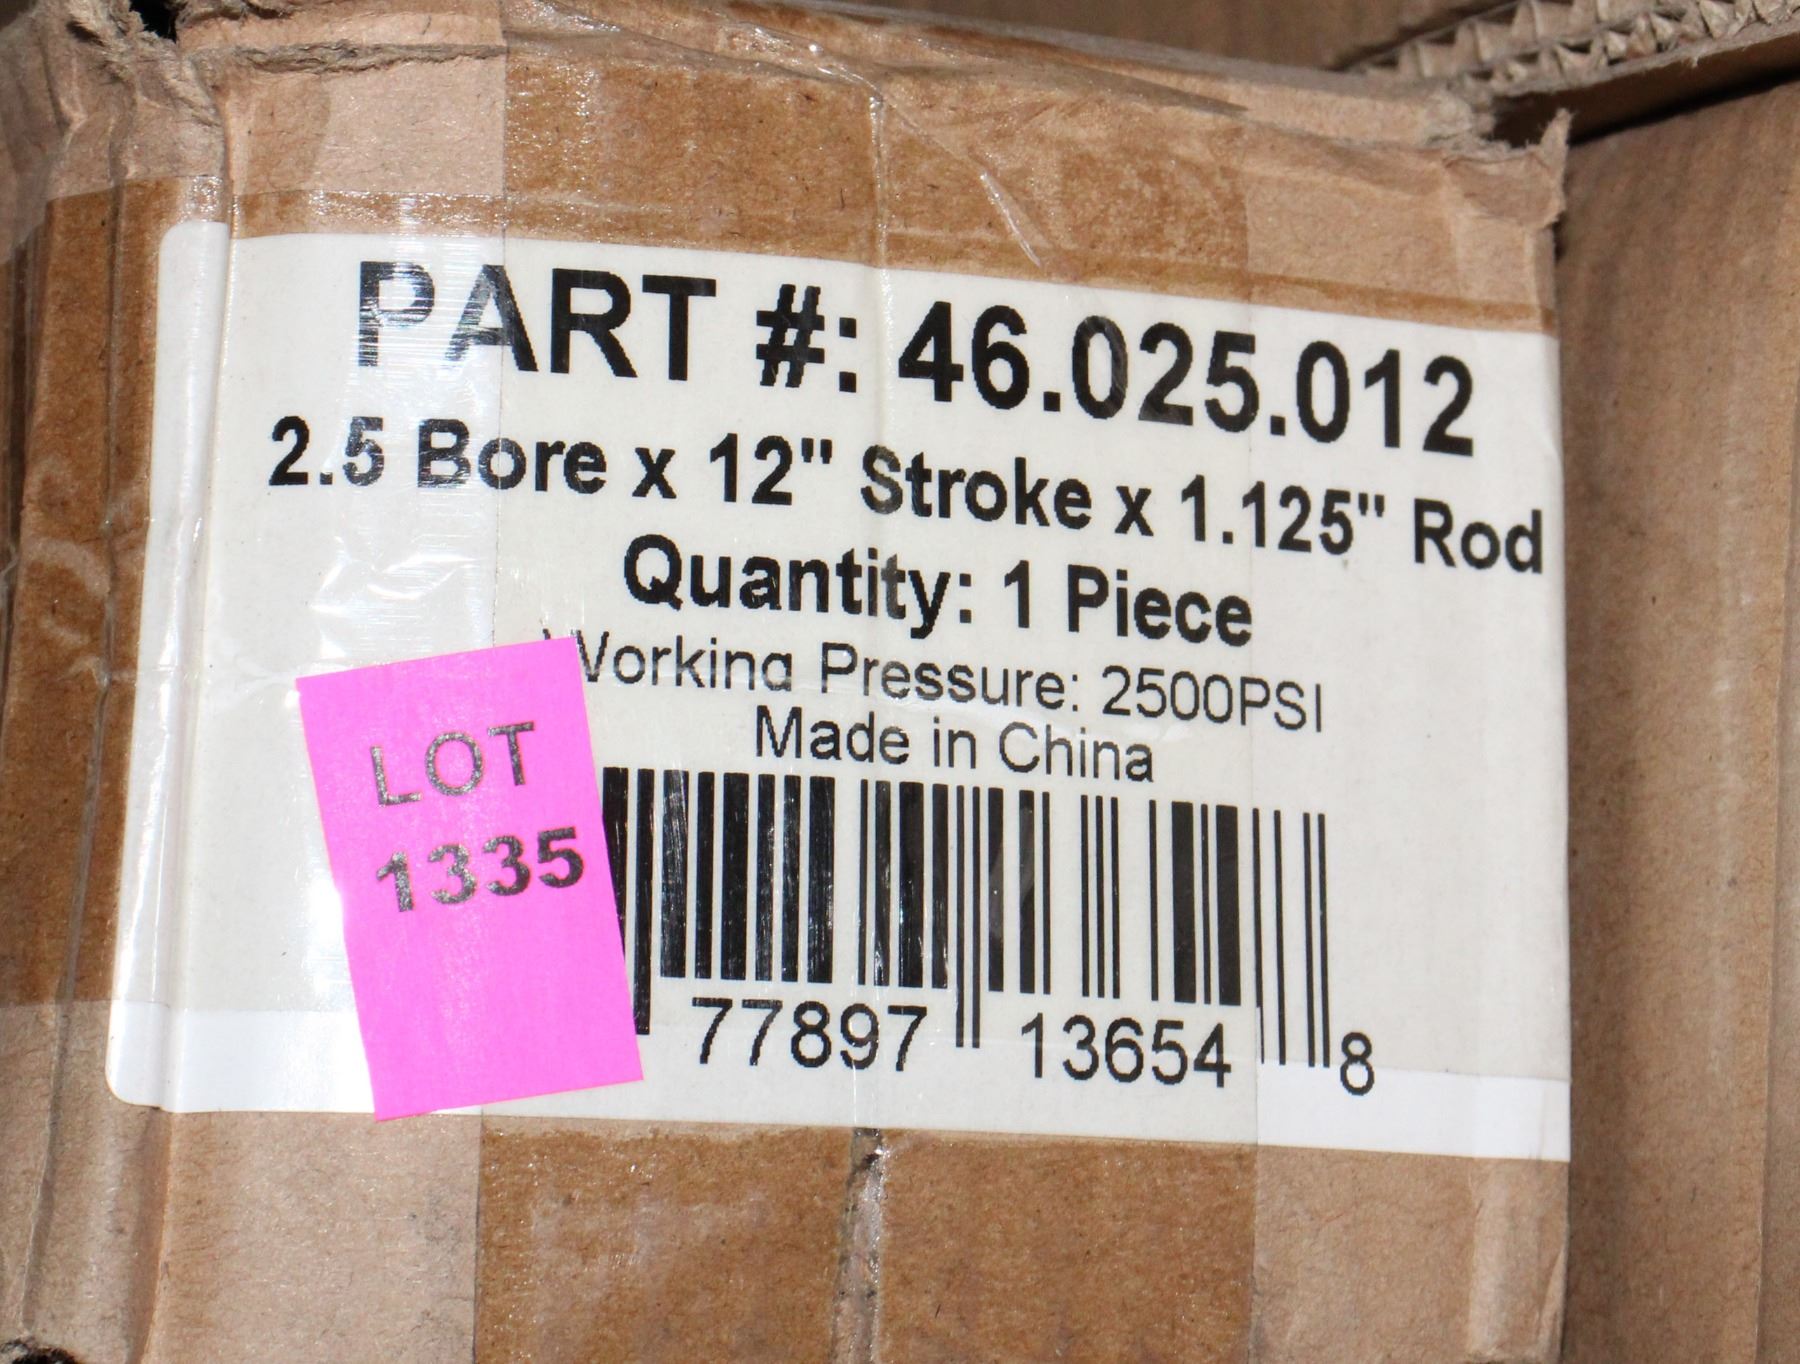 PART #: 46.025.012
2.5 Bore x 12" Stroke x 1.125" Rod
Quantity: 1 Piece
Working Pressure: 2500PSI
Made in China
LOT
1335
77897 13654 8